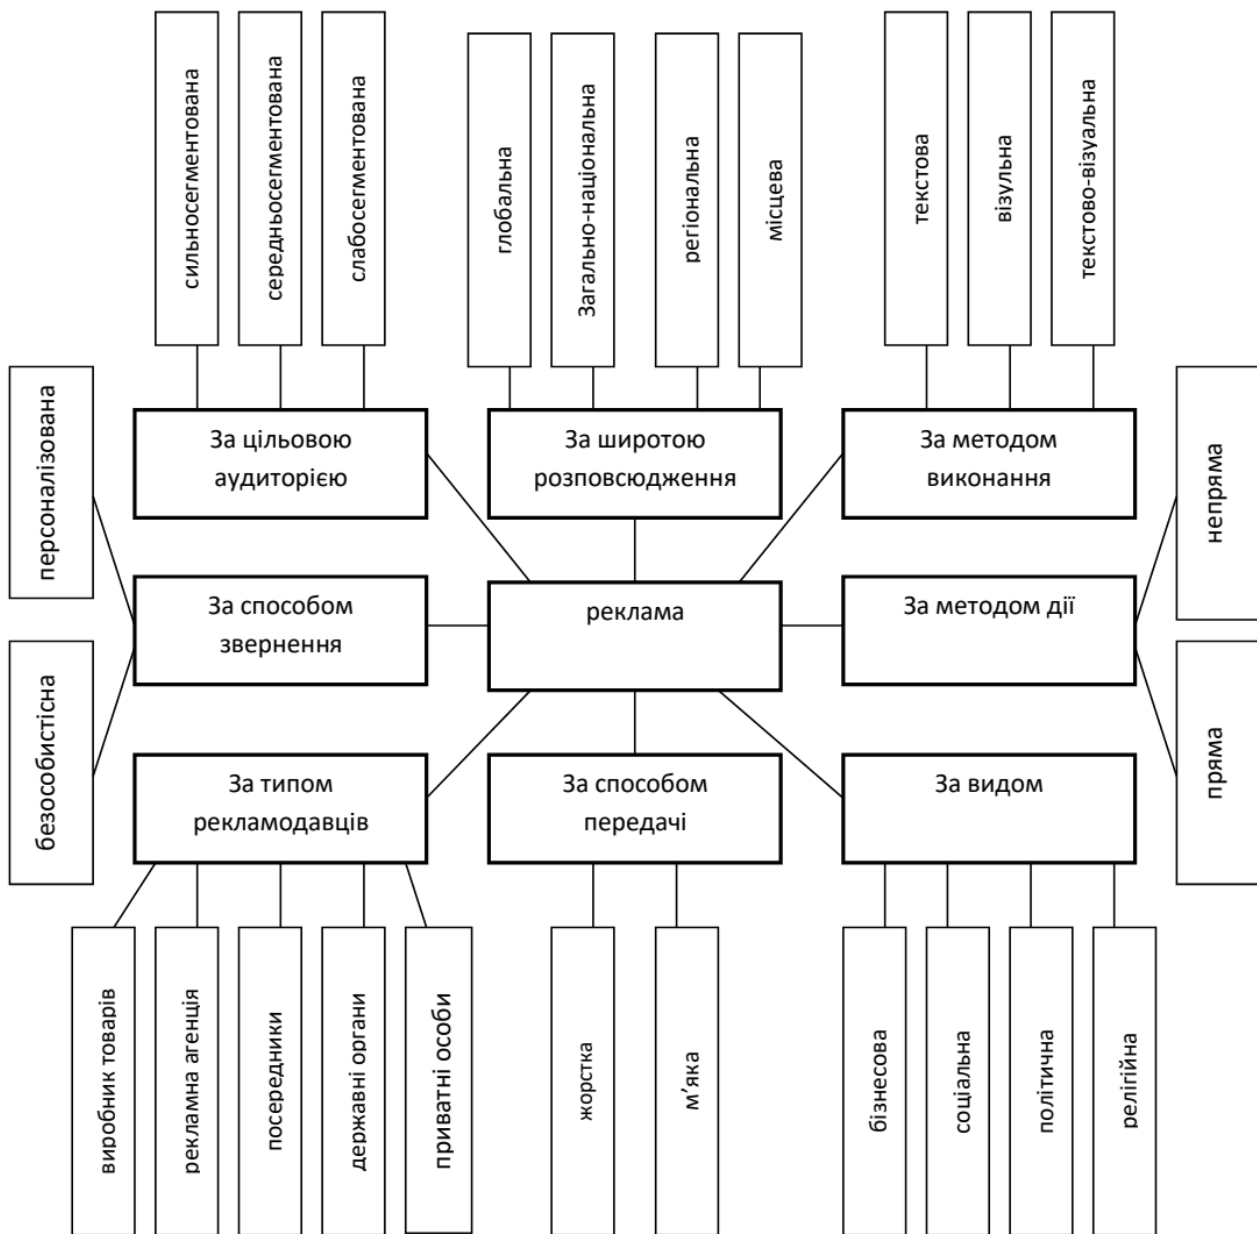 сильносегментована
середньосегментована
слабосегментована
глобальна
Загально-національна
регіональна
місцева
текстова
візульна
текстово-візуальна
персоналізована
За цільовою
аудиторією
За широтою
розповсюдження
За методом
виконання
непряма
За способом
звернення
реклама
За методом дії
безособистісна
За типом
рекламодавців
За способом
передачі
За видом
пряма
виробник товарів
рекламна агенція
посередники
державні органи
приватні особи
жорстка
м’яка
бізнесова
соціальна
політична
релігійна